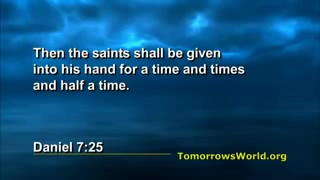 Then the saints shall be given
into his hand for a time and times
and half a time.
Daniel 7:25
TomorrowsWorld.org